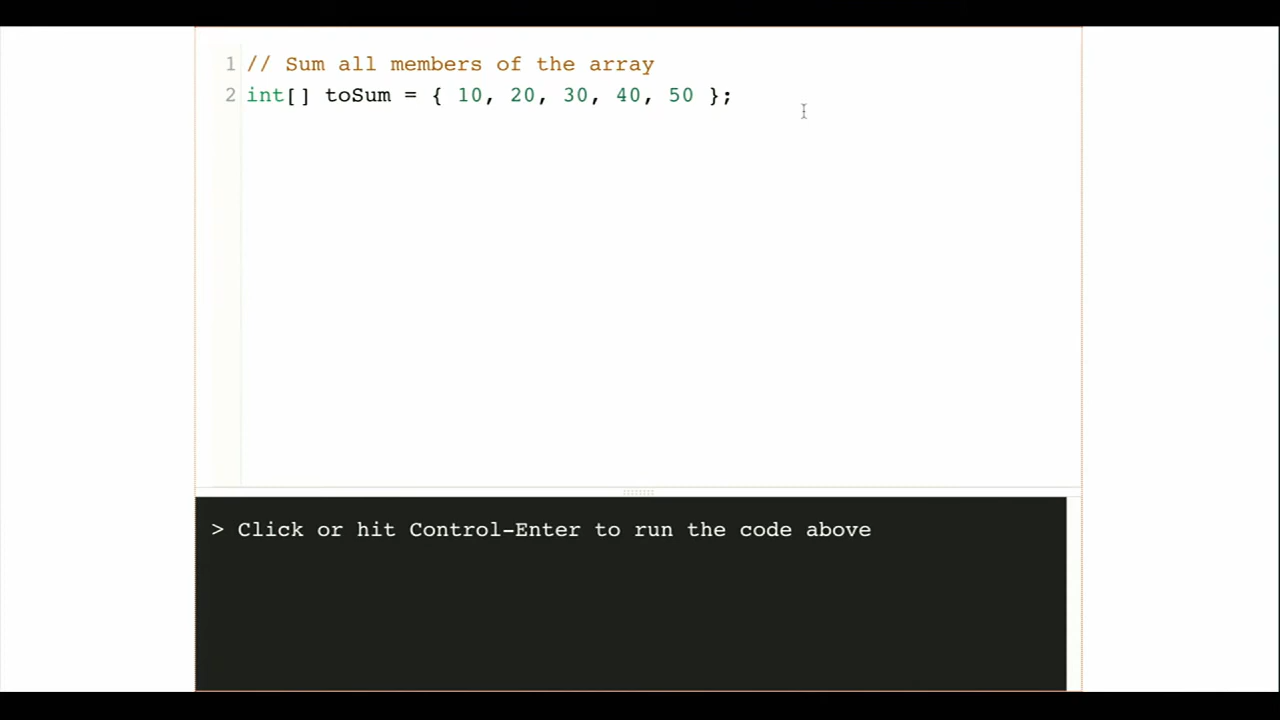 1 // Sum all members of the array
2 int[] toSum = { 10, 20, 30, 40, 50 };
> Click or hit Control-Enter to run the code above